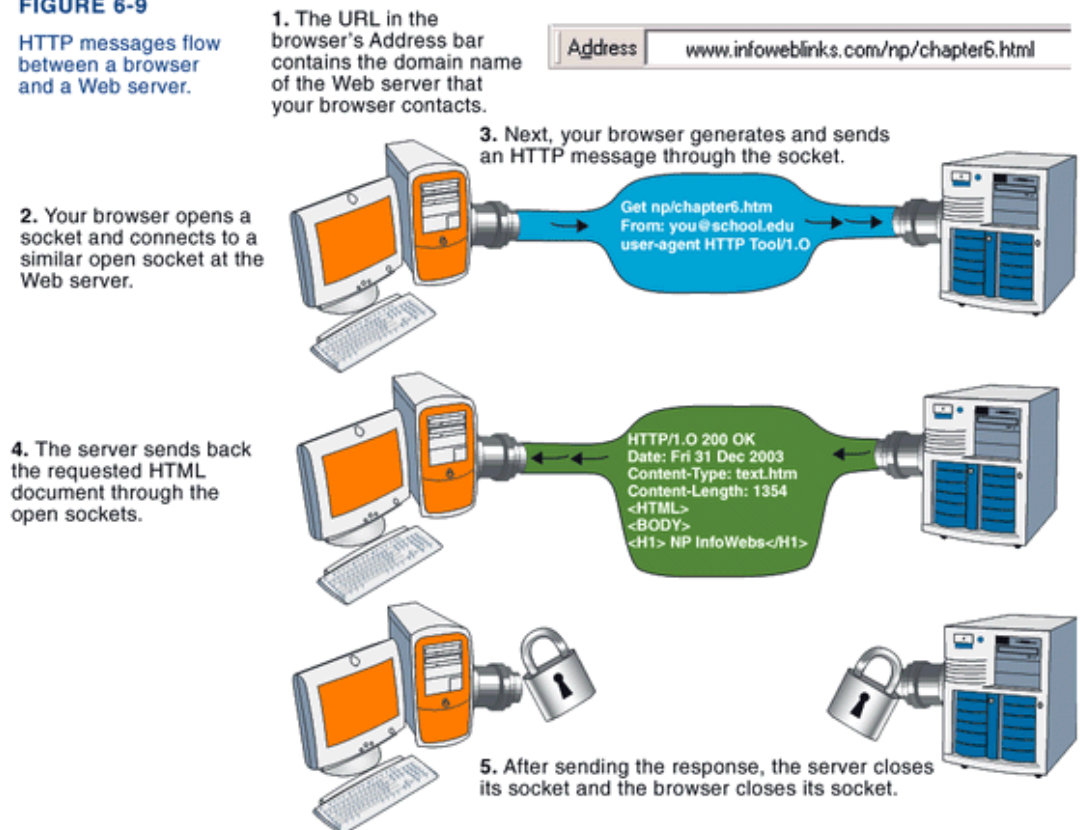 FIGURE 6-9
HTTP messages flow
between a browser
and a Web server.
1. The URL in the
browser's Address bar
contains the domain name
of the Web server that
your browser contacts.
Address www.infoweblinks.com/np/chapter6.html
2. Your browser opens a
socket and connects to a
similar open socket at the
Web server.
3. Next, your browser generates and sends
an HTTP message through the socket.
Get np/chapter6.htm
From: you@school.edu
user-agent HTTP Tool/1.O
4. The server sends back
the requested HTML
document through the
open sockets.
HTTP/1.O 200 OK
Date: Fri 31 Dec 2003
Content-Type: text.htm
Content-Length: 1354
<HTML>
<BODY>
<H1> NP InfoWebs</H1>
5. After sending the response, the server closes
its socket and the browser closes its socket.